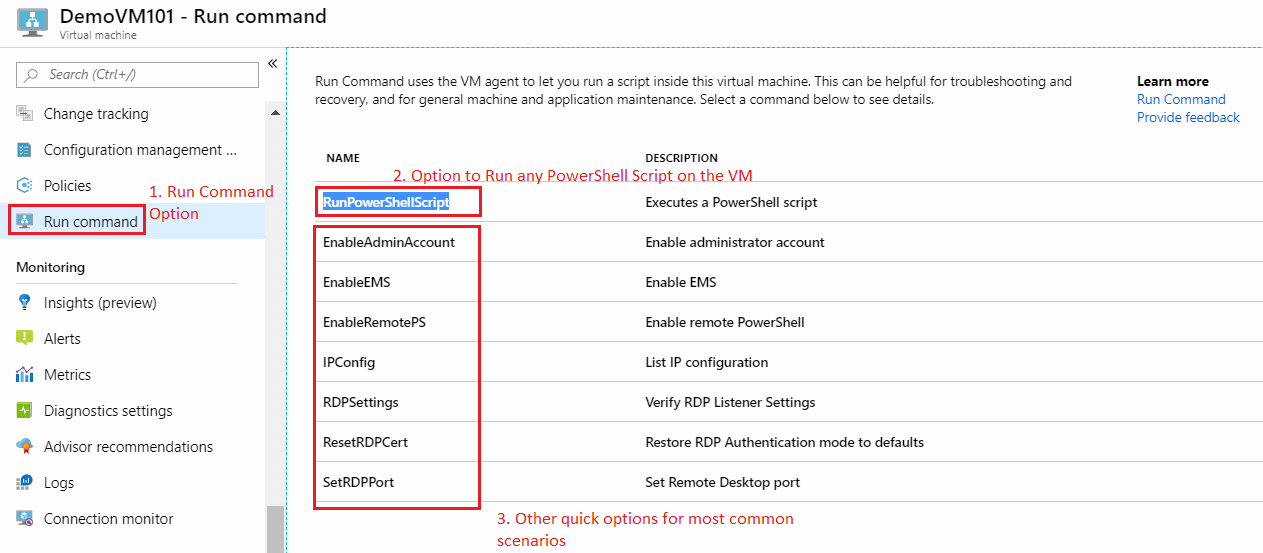 DemoVM101 - Run command
Virtual machine
Search (Ctrl+/)
«
Change tracking
Configuration management ...
Policies
1. Run Command
Option
Run command
Monitoring
Insights (preview)
Alerts
Metrics
Diagnostics settings
Advisor recommendations
Logs
Connection monitor
Run Command uses the VM agent to let you run a script inside this virtual machine. This can be helpful for troubleshooting and
recovery, and for general machine and application maintenance. Select a command below to see details.
Learn more
Run Command
Provide feedback
NAME DESCRIPTION
2. Option to Run any PowerShell Script on the VM
RunPowerShellScript Executes a PowerShell script
EnableAdminAccount Enable administrator account
EnableEMS Enable EMS
EnableRemotePS Enable remote PowerShell
IPConfig List IP configuration
RDPSettings Verify RDP Listener Settings
ResetRDPCert Restore RDP Authentication mode to defaults
SetRDPPort Set Remote Desktop port
3. Other quick options for most common
scenarios